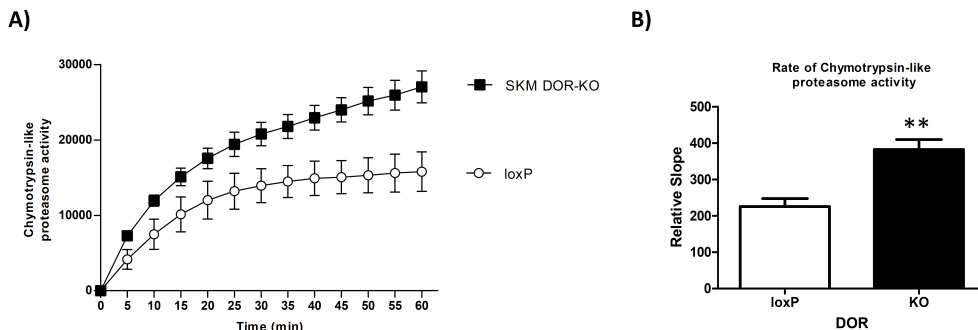 A)
Chymotrypsin-like
proteasome activity
30000
20000
10000
0
0 5 10 15 20 25 30 35 40 45 50 55 60
Time (min)
SKM DOR-KO
loxP
B)
Rate of Chymotrypsin-like
proteasome activity
Relative Slope
500
400
300
200
100
0
**
loxP KO
DOR